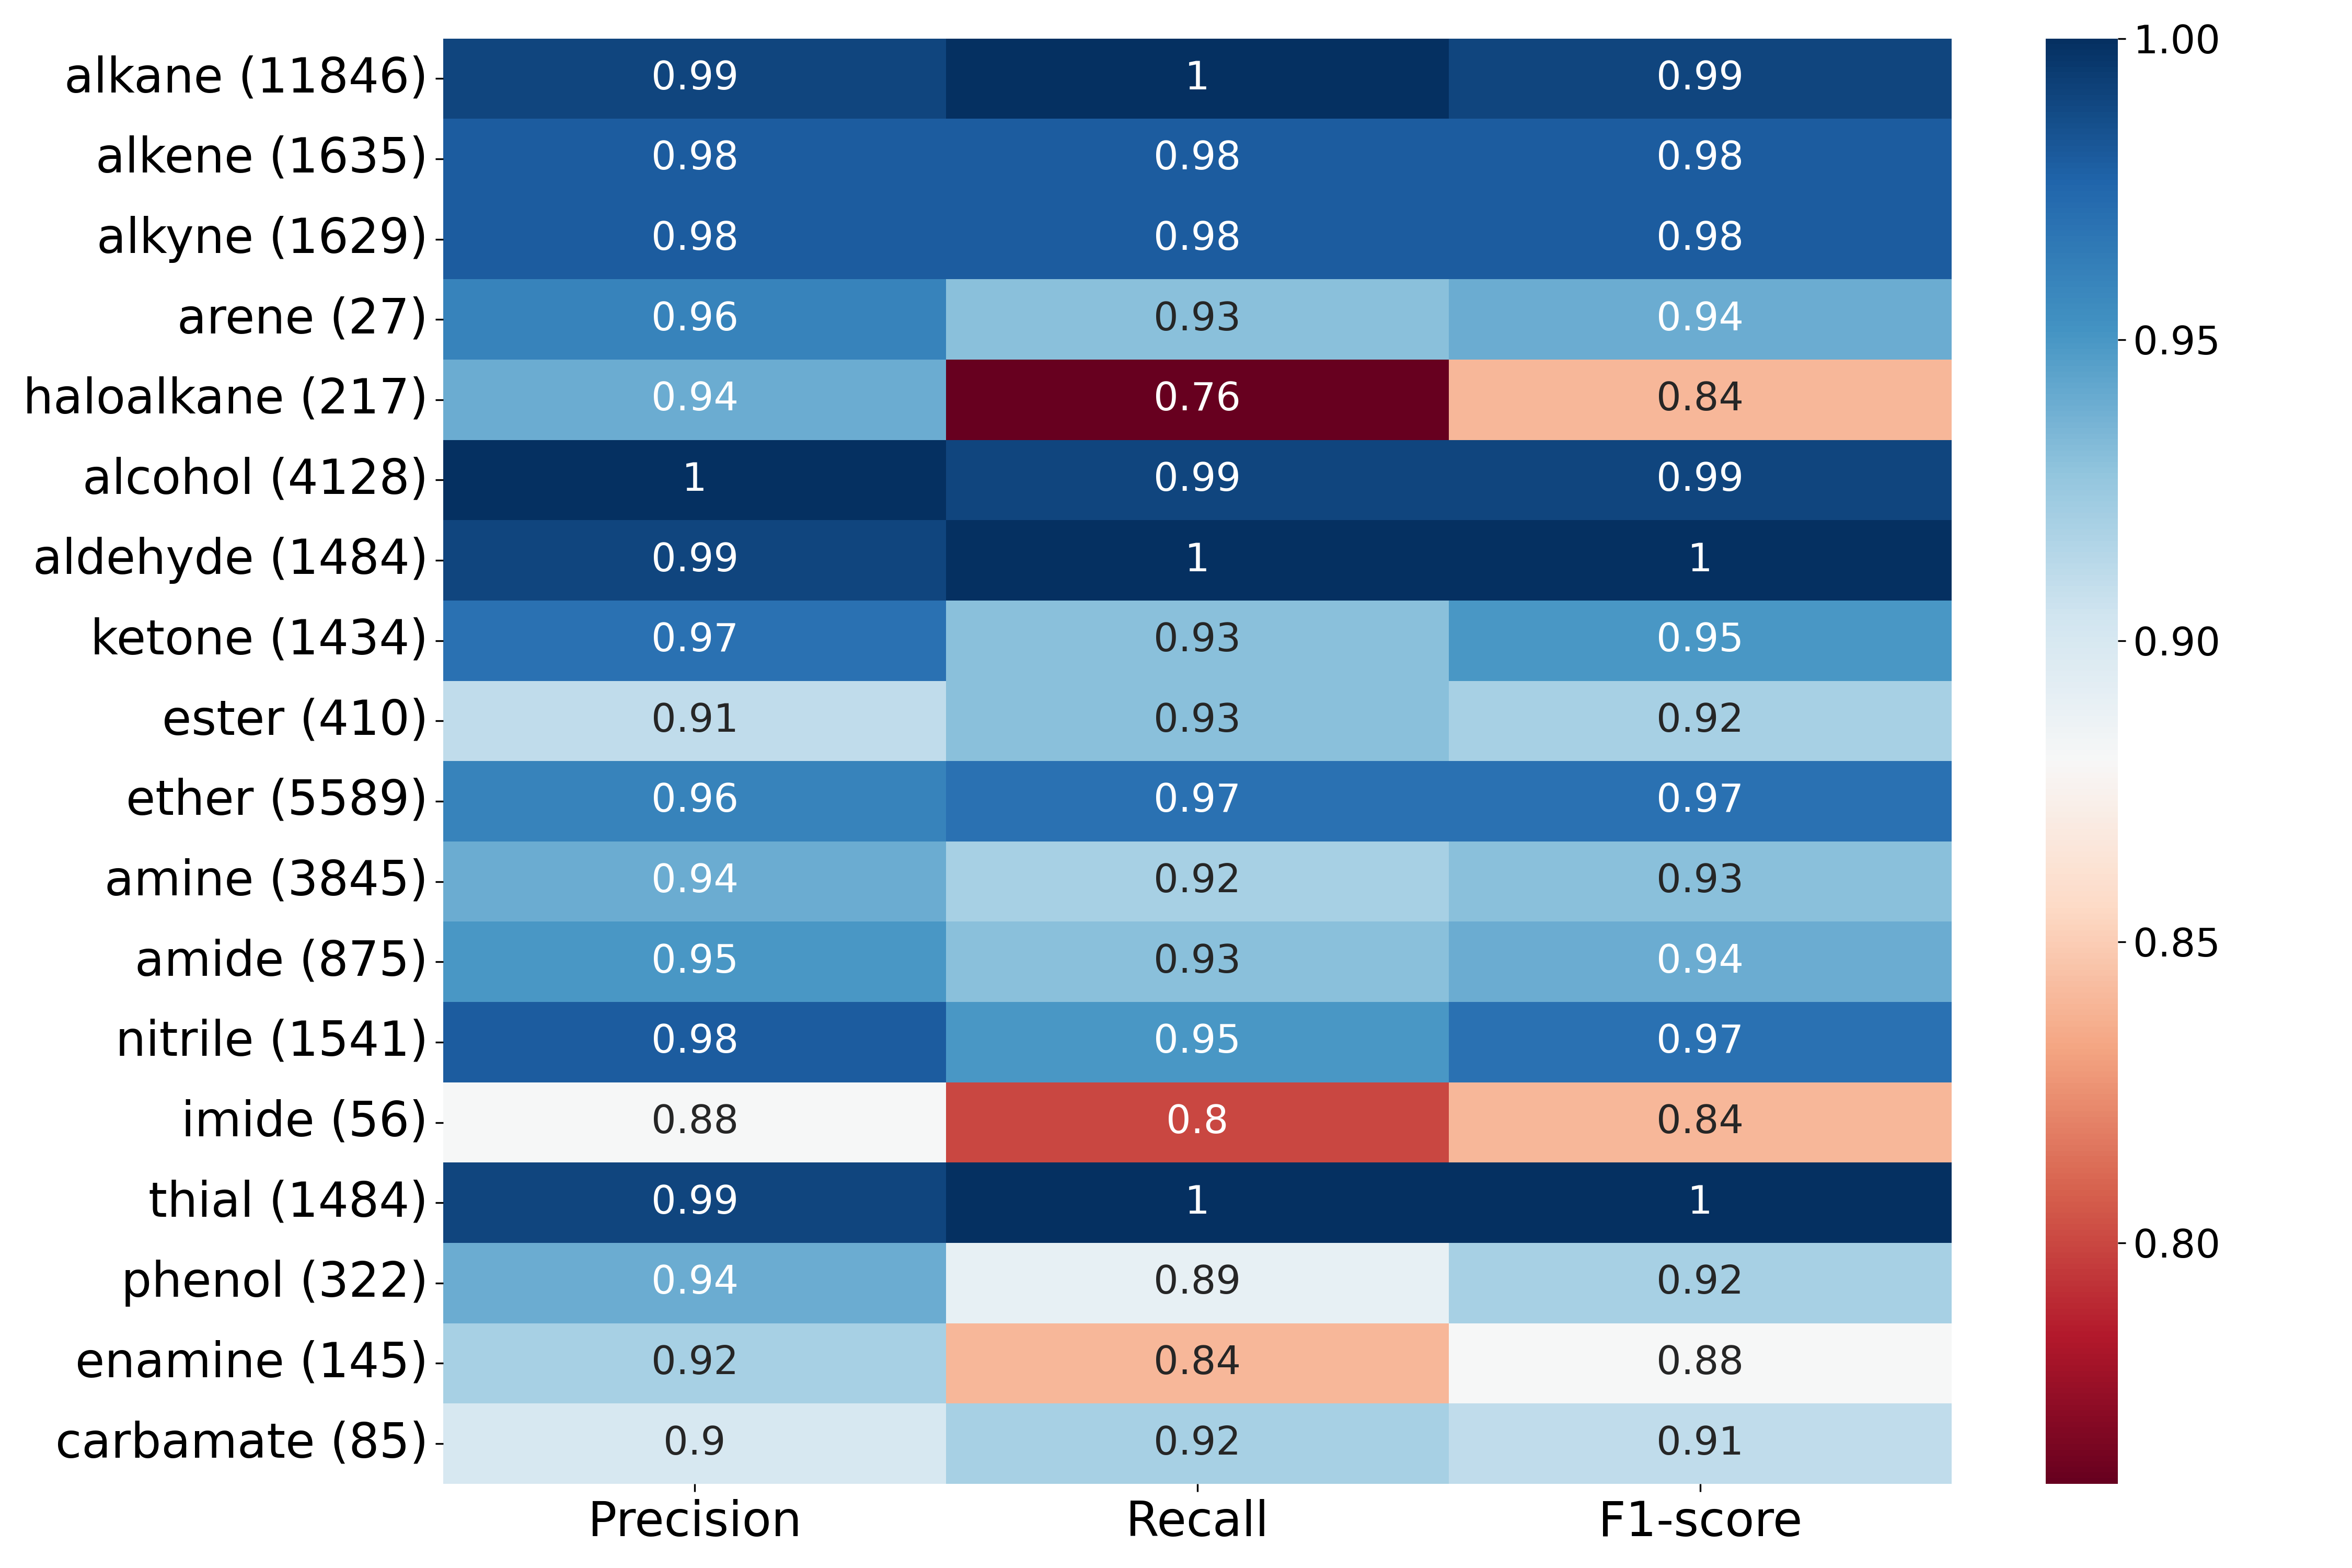 alkane (11846) 0.99 1 0.99
alkene (1635) 0.98 0.98 0.98
alkyne (1629) 0.98 0.98 0.98
arene (27) 0.96 0.93 0.94
haloalkane (217) 0.94 0.76 0.84
alcohol (4128) 1 0.99 0.99
aldehyde (1484) 0.99 1 1
ketone (1434) 0.97 0.93 0.95
ester (410) 0.91 0.93 0.92
ether (5589) 0.96 0.97 0.97
amine (3845) 0.94 0.92 0.93
amide (875) 0.95 0.93 0.94
nitrile (1541) 0.98 0.95 0.97
imide (56) 0.88 0.8 0.84
thial (1484) 0.99 1 1
phenol (322) 0.94 0.89 0.92
enamine (145) 0.92 0.84 0.88
carbamate (85) 0.9 0.92 0.91
Precision Recall F1-score
1.00
0.95
0.90
0.85
0.80